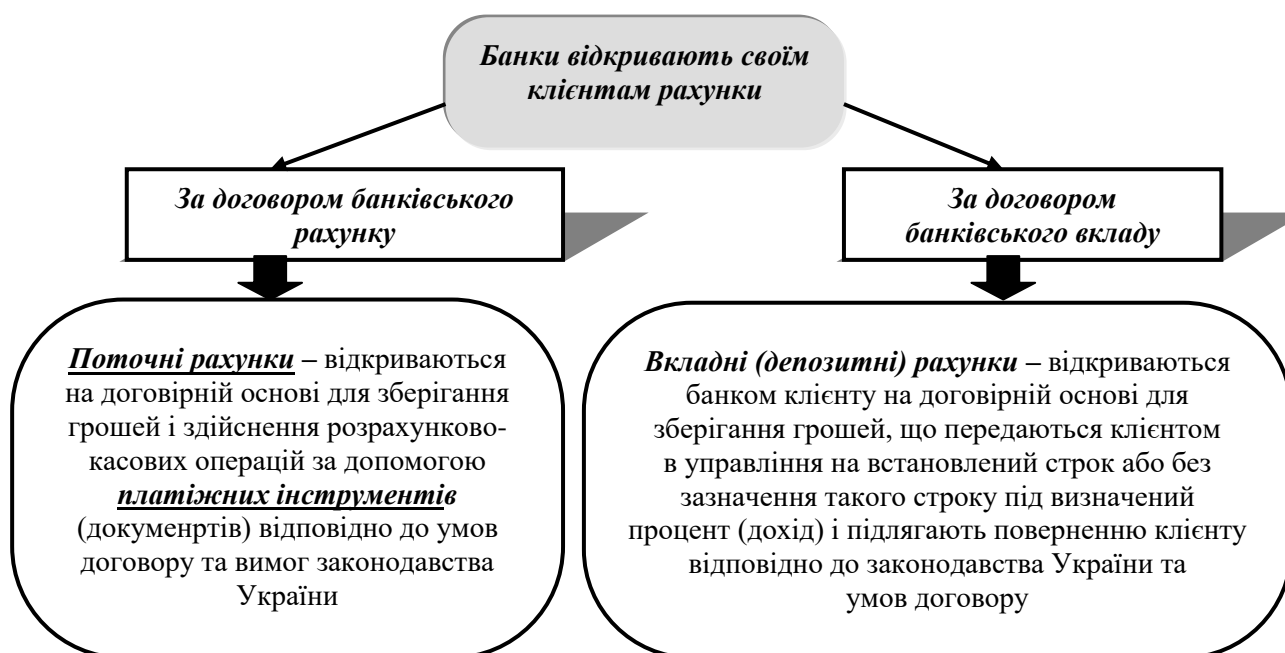 Банки відкривають своїм
клієнтам рахунки
За договором банківського
рахунку
За договором
банківського вкладу
Поточні рахунки – відкриваються
на договірній основі для зберігання
грошей і здійснення розрахунково-
касових операцій за допомогою
платіжних інструментів
(докуменртів) відповідно до умов
договору та вимог законодавства
України
Вкладні (депозитні) рахунки – відкриваються
банком клієнту на договірній основі для
зберігання грошей, що передаються клієнтом
в управління на встановлений строк або без
зазначення такого строку під визначений
процент (дохід) і підлягають поверненню клієнту
відповідно до законодавства України та
умов договору